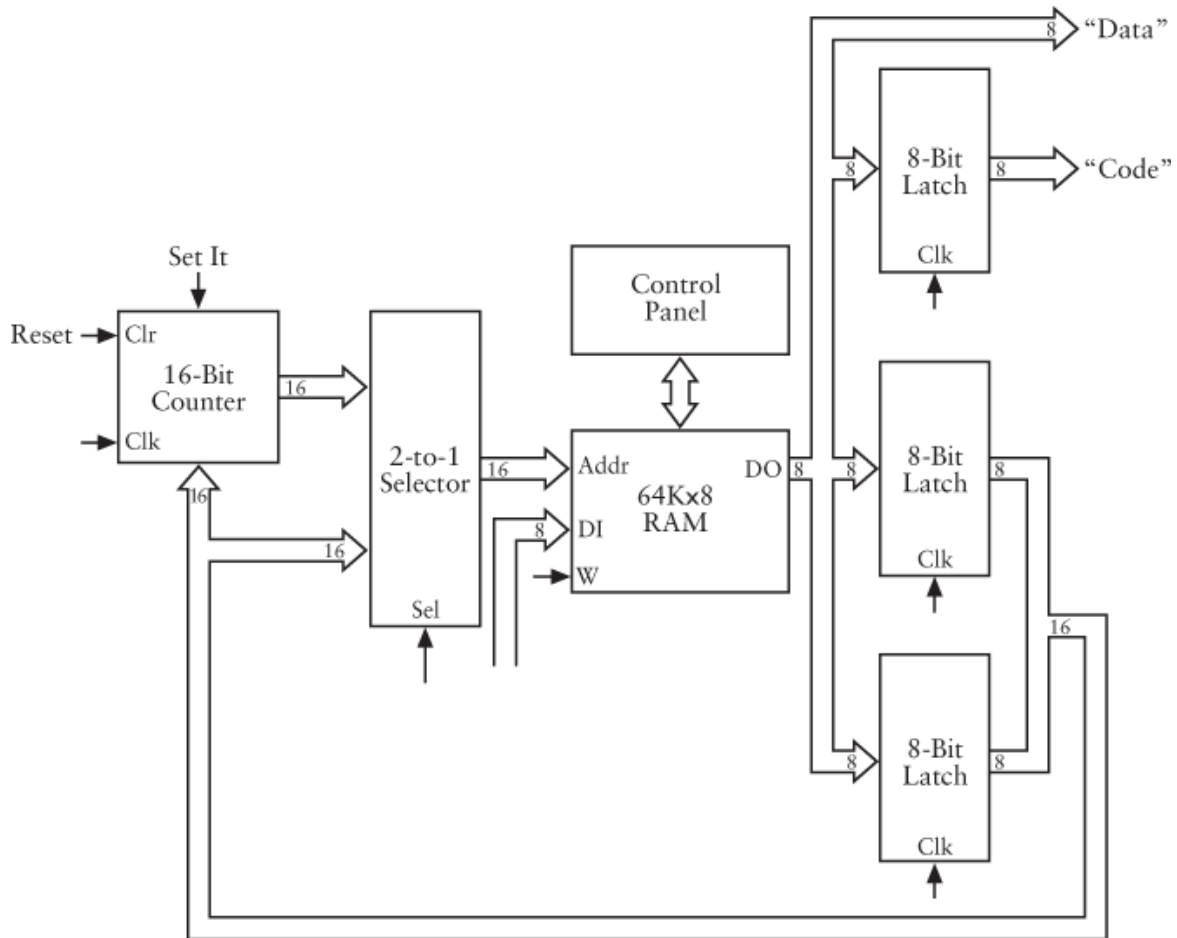 8
“Data”
8-Bit
Latch
8
8
“Code”
Clk
Set It
Reset
Clr
16-Bit
Counter
16
Clk
16
2-to-1
Selector
16
16
Sel
Control
Panel
Addr
DO
8
64K×8
RAM
8
DI
W
8
8-Bit
Latch
8
Clk
16
8
8-Bit
Latch
8
Clk